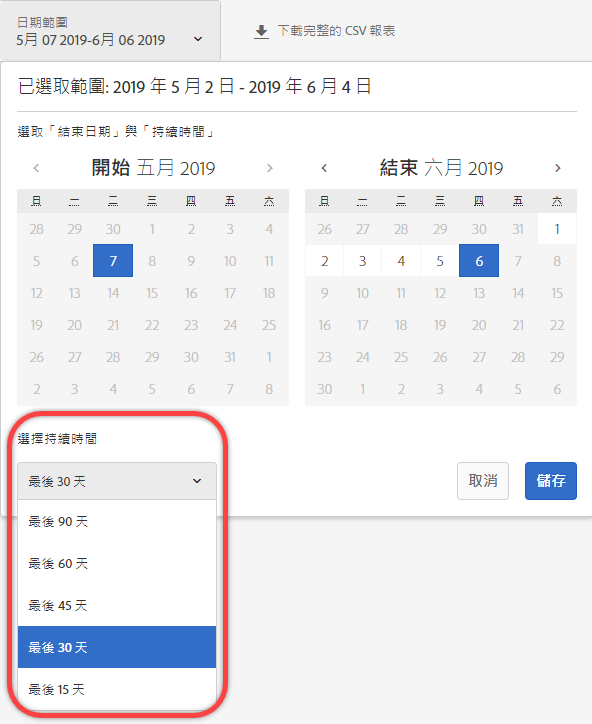 日期範圍
5月 07 2019-6月 06 2019
下載完整的 CSV 報表
已選取範圍: 2019 年 5 月 2 日 - 2019 年 6 月 4 日
選取「結束日期」與「持續時間」
開始 五月 2019
日 一 二 三 四 五 六
28 29 30 1 2 3 4
5 6 7 8 9 10 11
12 13 14 15 16 17 18
19 20 21 22 23 24 25
26 27 28 29 30 31 1
2 3 4 5 6 7 8
結束 六月 2019
日 一 二 三 四 五 六
26 27 28 29 30 31 1
2 3 4 5 6 7 8
9 10 11 12 13 14 15
16 17 18 19 20 21 22
23 24 25 26 27 28 29
30 1 2 3 4 5 6
選擇持續時間
最後 30 天
取消
儲存
最後 90 天
最後 60 天
最後 45 天
最後 30 天
最後 15 天